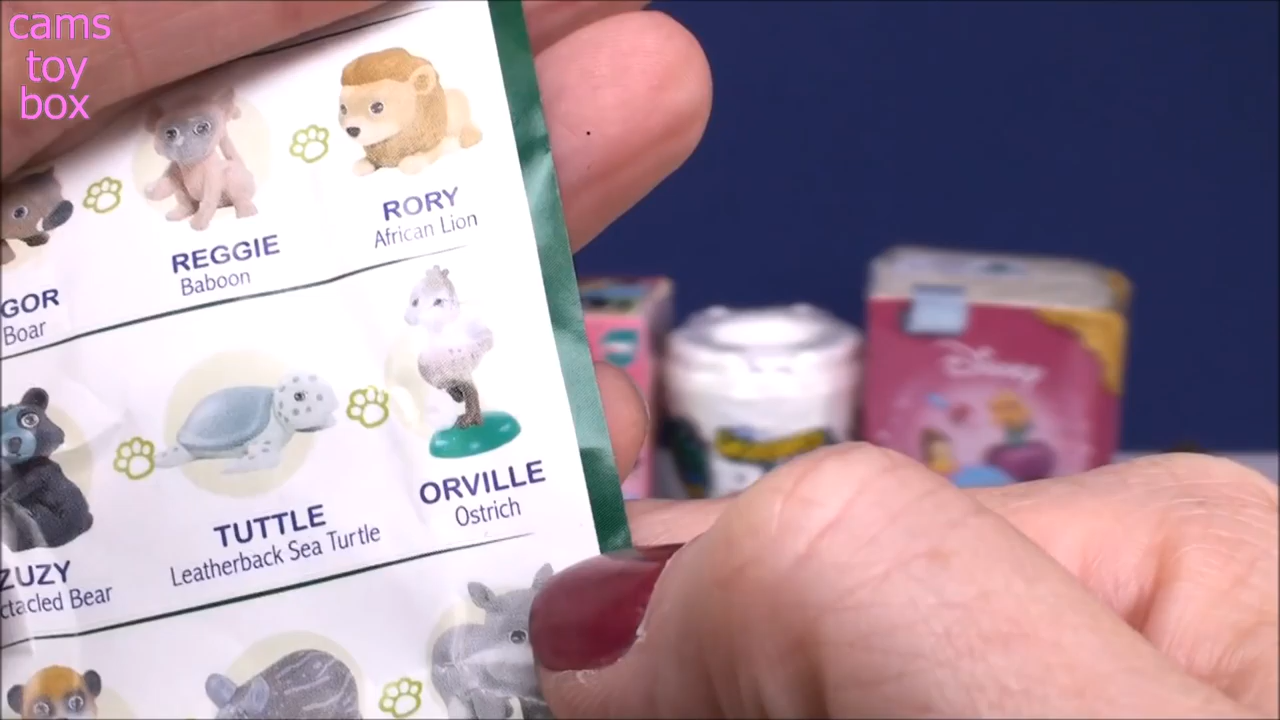 cams
toy
box
RORY
African Lion
REGGIE
Baboon
GOR
Boar
ORVILLE
Ostrich
TUTTLE
Leatherback Sea Turtle
ZUZY
ctacled Bear
Disney